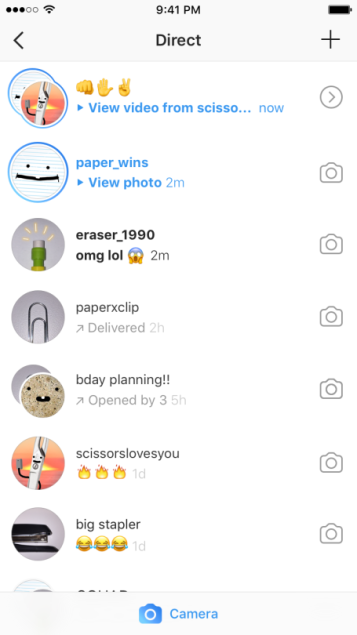 9:41 PM
Direct
👊✋✌️
View video from scisso... now
paper_wins
View photo 2m
eraser_1990
omg lol 😱 2m
paperxclip
Delivered 2h
bday planning!!
Opened by 3 5h
scissorslovesyou
🔥🔥🔥 1d
big stapler
😂😂😂 1d
Camera